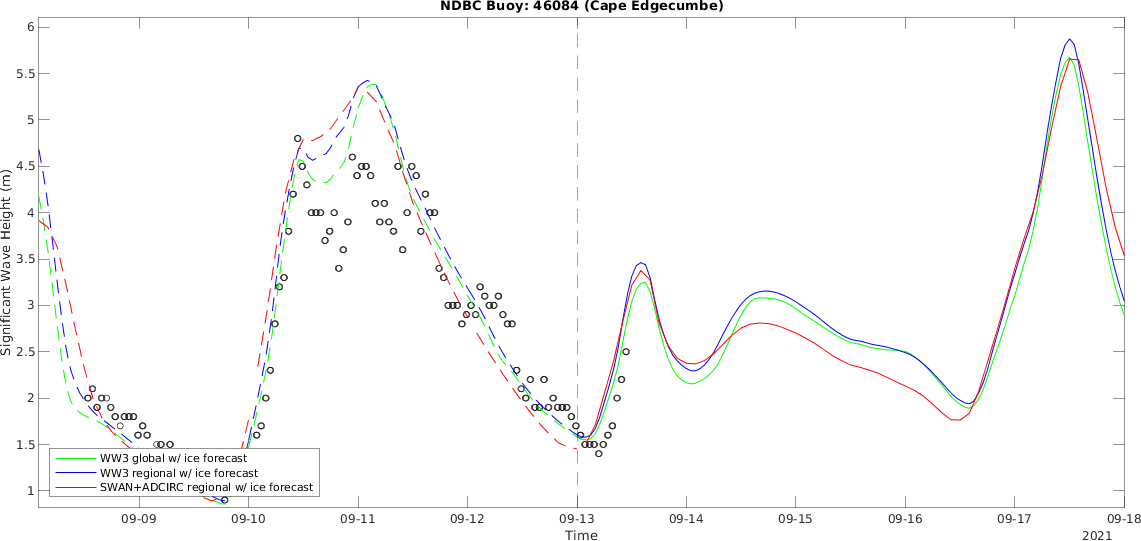 NDBC Buoy: 46084 (Cape Edgecumbe)
6
5.5
5
4.5
4
3.5
3
2.5
2
1.5
1
Significant Wave Height (m)
WW3 global w/ ice forecast
WW3 regional w/ ice forecast
SWAN+ADCIRC regional w/ ice forecast
09-09 09-10 09-11 09-12 09-13 09-14 09-15 09-16 09-17 09-18
Time
2021